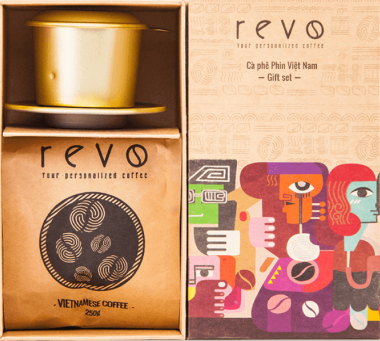 revo
Your personalized coffee
- VIETNAMESE COFFEE -
250g
revo
Your personalized coffee
Cà phê Phin Việt Nam
– Gift set –